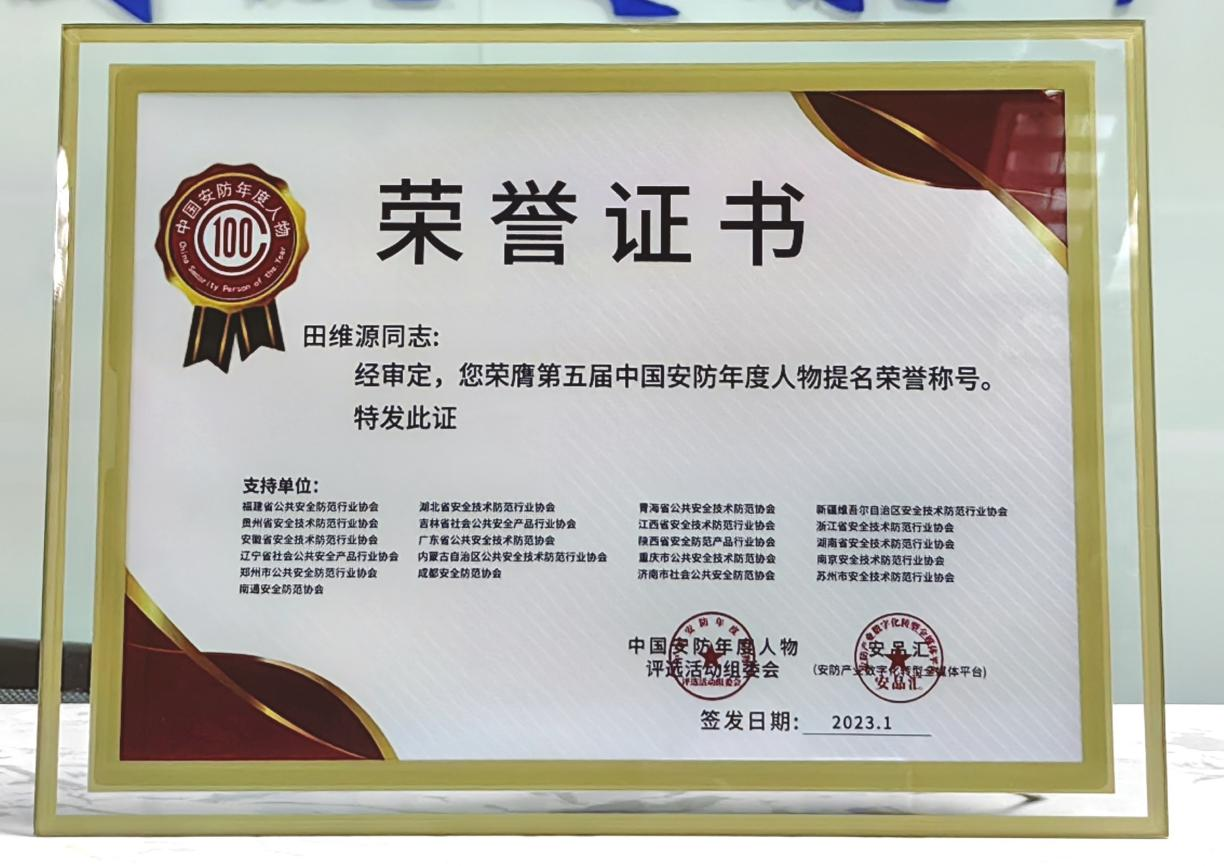 中国安防年度人物
100
China Security Person of the Year
荣誉证书
田维源同志:
经审定，您荣膺第五届中国安防年度人物提名荣誉称号。
特发此证
支持单位:
福建省公共安全防范行业协会
贵州省安全技术防范行业协会
安徽省安全技术防范行业协会
辽宁省社会公共安全产品行业协会
郑州市公共安全防范行业协会
南通安全防范协会
湖北省安全技术防范行业协会
吉林省社会公共安全产品行业协会
广东省公共安全技术防范协会
内蒙古自治区公共安全技术防范行业协会
成都安全防范协会
青海省公共安全技术防范协会
江西省安全技术防范行业协会
陕西省安全防范产品行业协会
重庆市公共安全技术防范协会
济南市社会公共安全防范协会
新疆维吾尔自治区安全技术防范行业协会
浙江省安全技术防范行业协会
湖南省安全技术防范行业协会
南京安全技术防范行业协会
苏州市安全技术防范行业协会
中国安防年度人物
评选活动组委会
安品汇
(安防产业数字化转型全媒体平台)
安防产业数字化转型全媒体平台
安品汇
签发日期: 2023.1